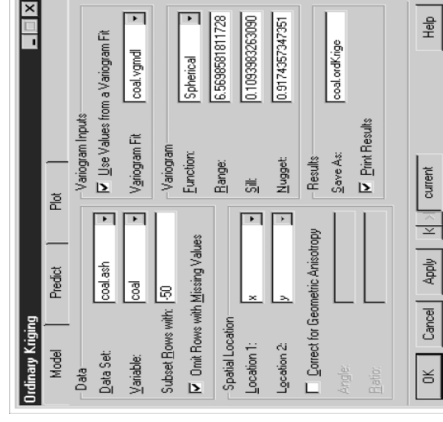 Ordinary Kriging
Model Predict Plot
Data
Data Set: coal.ash
Variable: coal
Subset Rows with: -50
Omit Rows with Missing Values
Spatial Location
Location 1: x
Location 2: y
Correct for Geometric Anisotropy
Angle:
Ratio:
Variogram Inputs
Use Values from a Variogram Fit
Variogram Fit coal.vgmdl
Variogram
Function: Spherical
Range: 6.5698581811728
Sill: 0.1093983263090
Nugget: 0.9174357347351
Results
Save As: coal.ordKrige
Print Results
OK Cancel Apply current Help